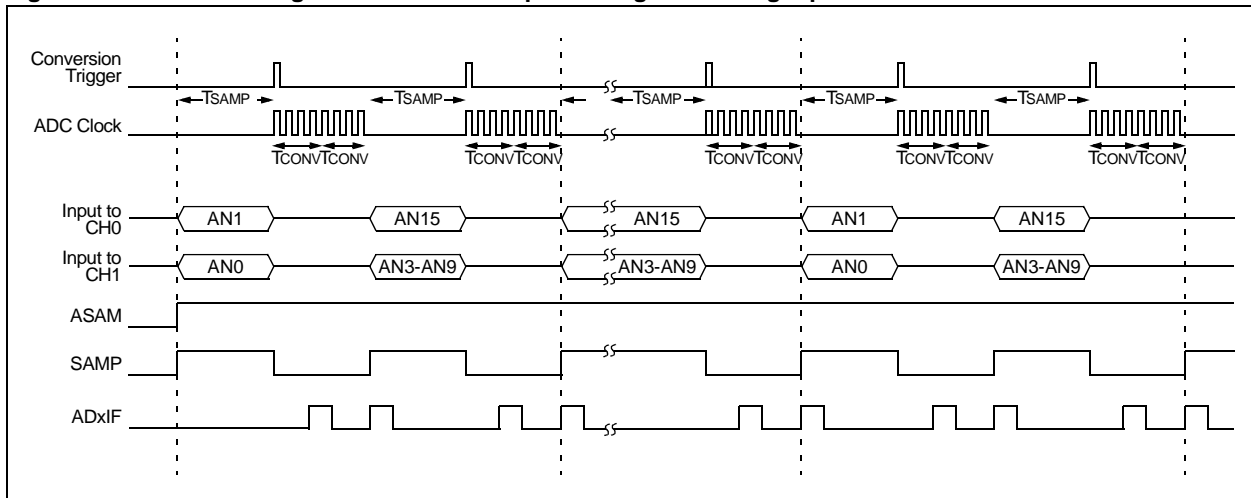 Conversion
Trigger
TSAMP TSAMP TSAMP TSAMP TSAMP
ADC Clock
TCONV TCONV TCONV TCONV TCONV TCONV TCONV TCONV TCONV TCONV
Input to
CH0
AN1 AN15 AN15 AN1 AN15
Input to
CH1
AN0 AN3-AN9 AN3-AN9 AN0 AN3-AN9
ASAM
SAMP
ADxIF